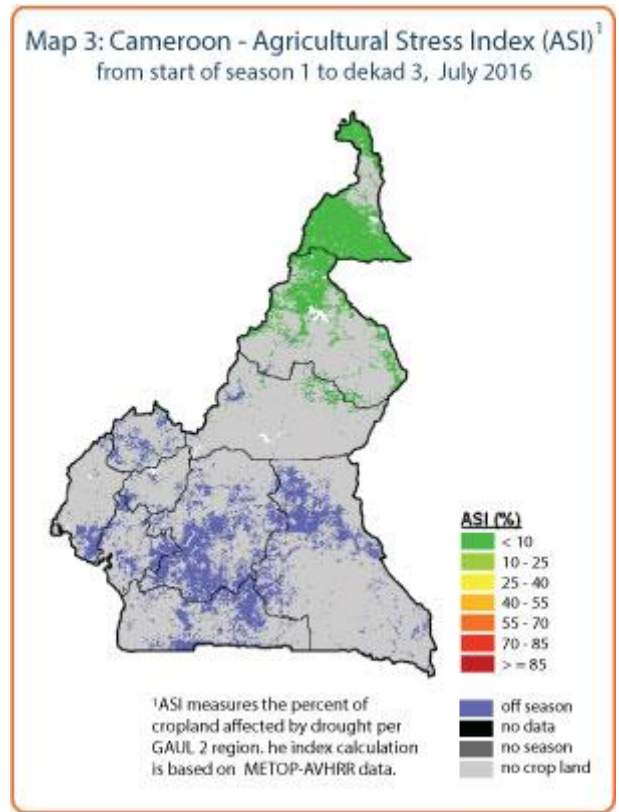 Map 3: Cameroon - Agricultural Stress Index (ASI)¹
from start of season 1 to dekad 3, July 2016
ASI (%)
< 10
10 - 25
25 - 40
40 - 55
55 - 70
70 - 85
> = 85
¹ASI measures the percent of
cropland affected by drought per
GAUL 2 region. he index calculation
is based on METOP-AVHRR data.
off season
no data
no season
no crop land